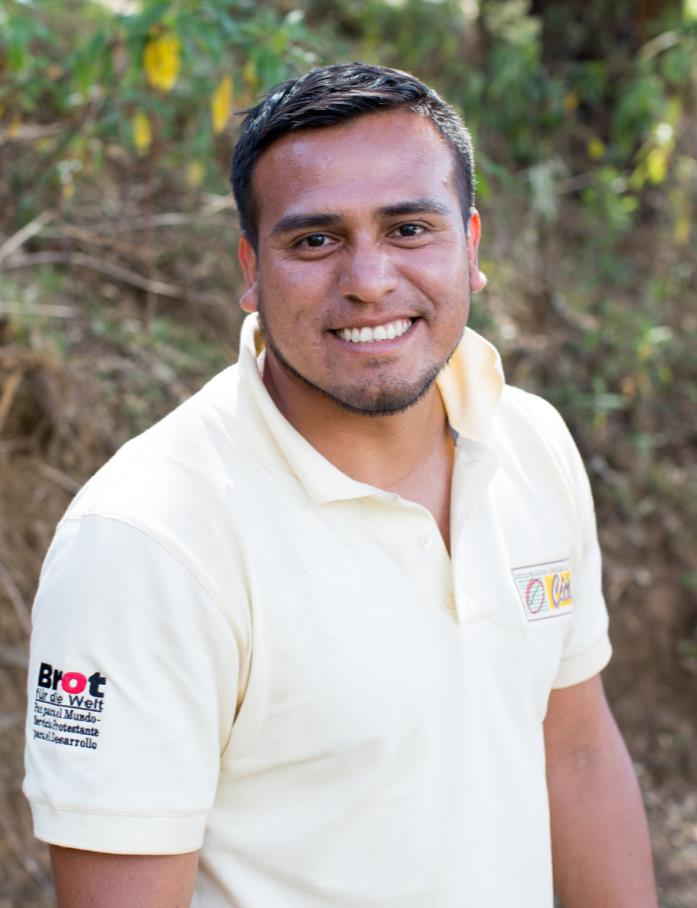 Brot
für die Welt
Pan para el Mundo-
Servicio Protestante
para el Desarrollo